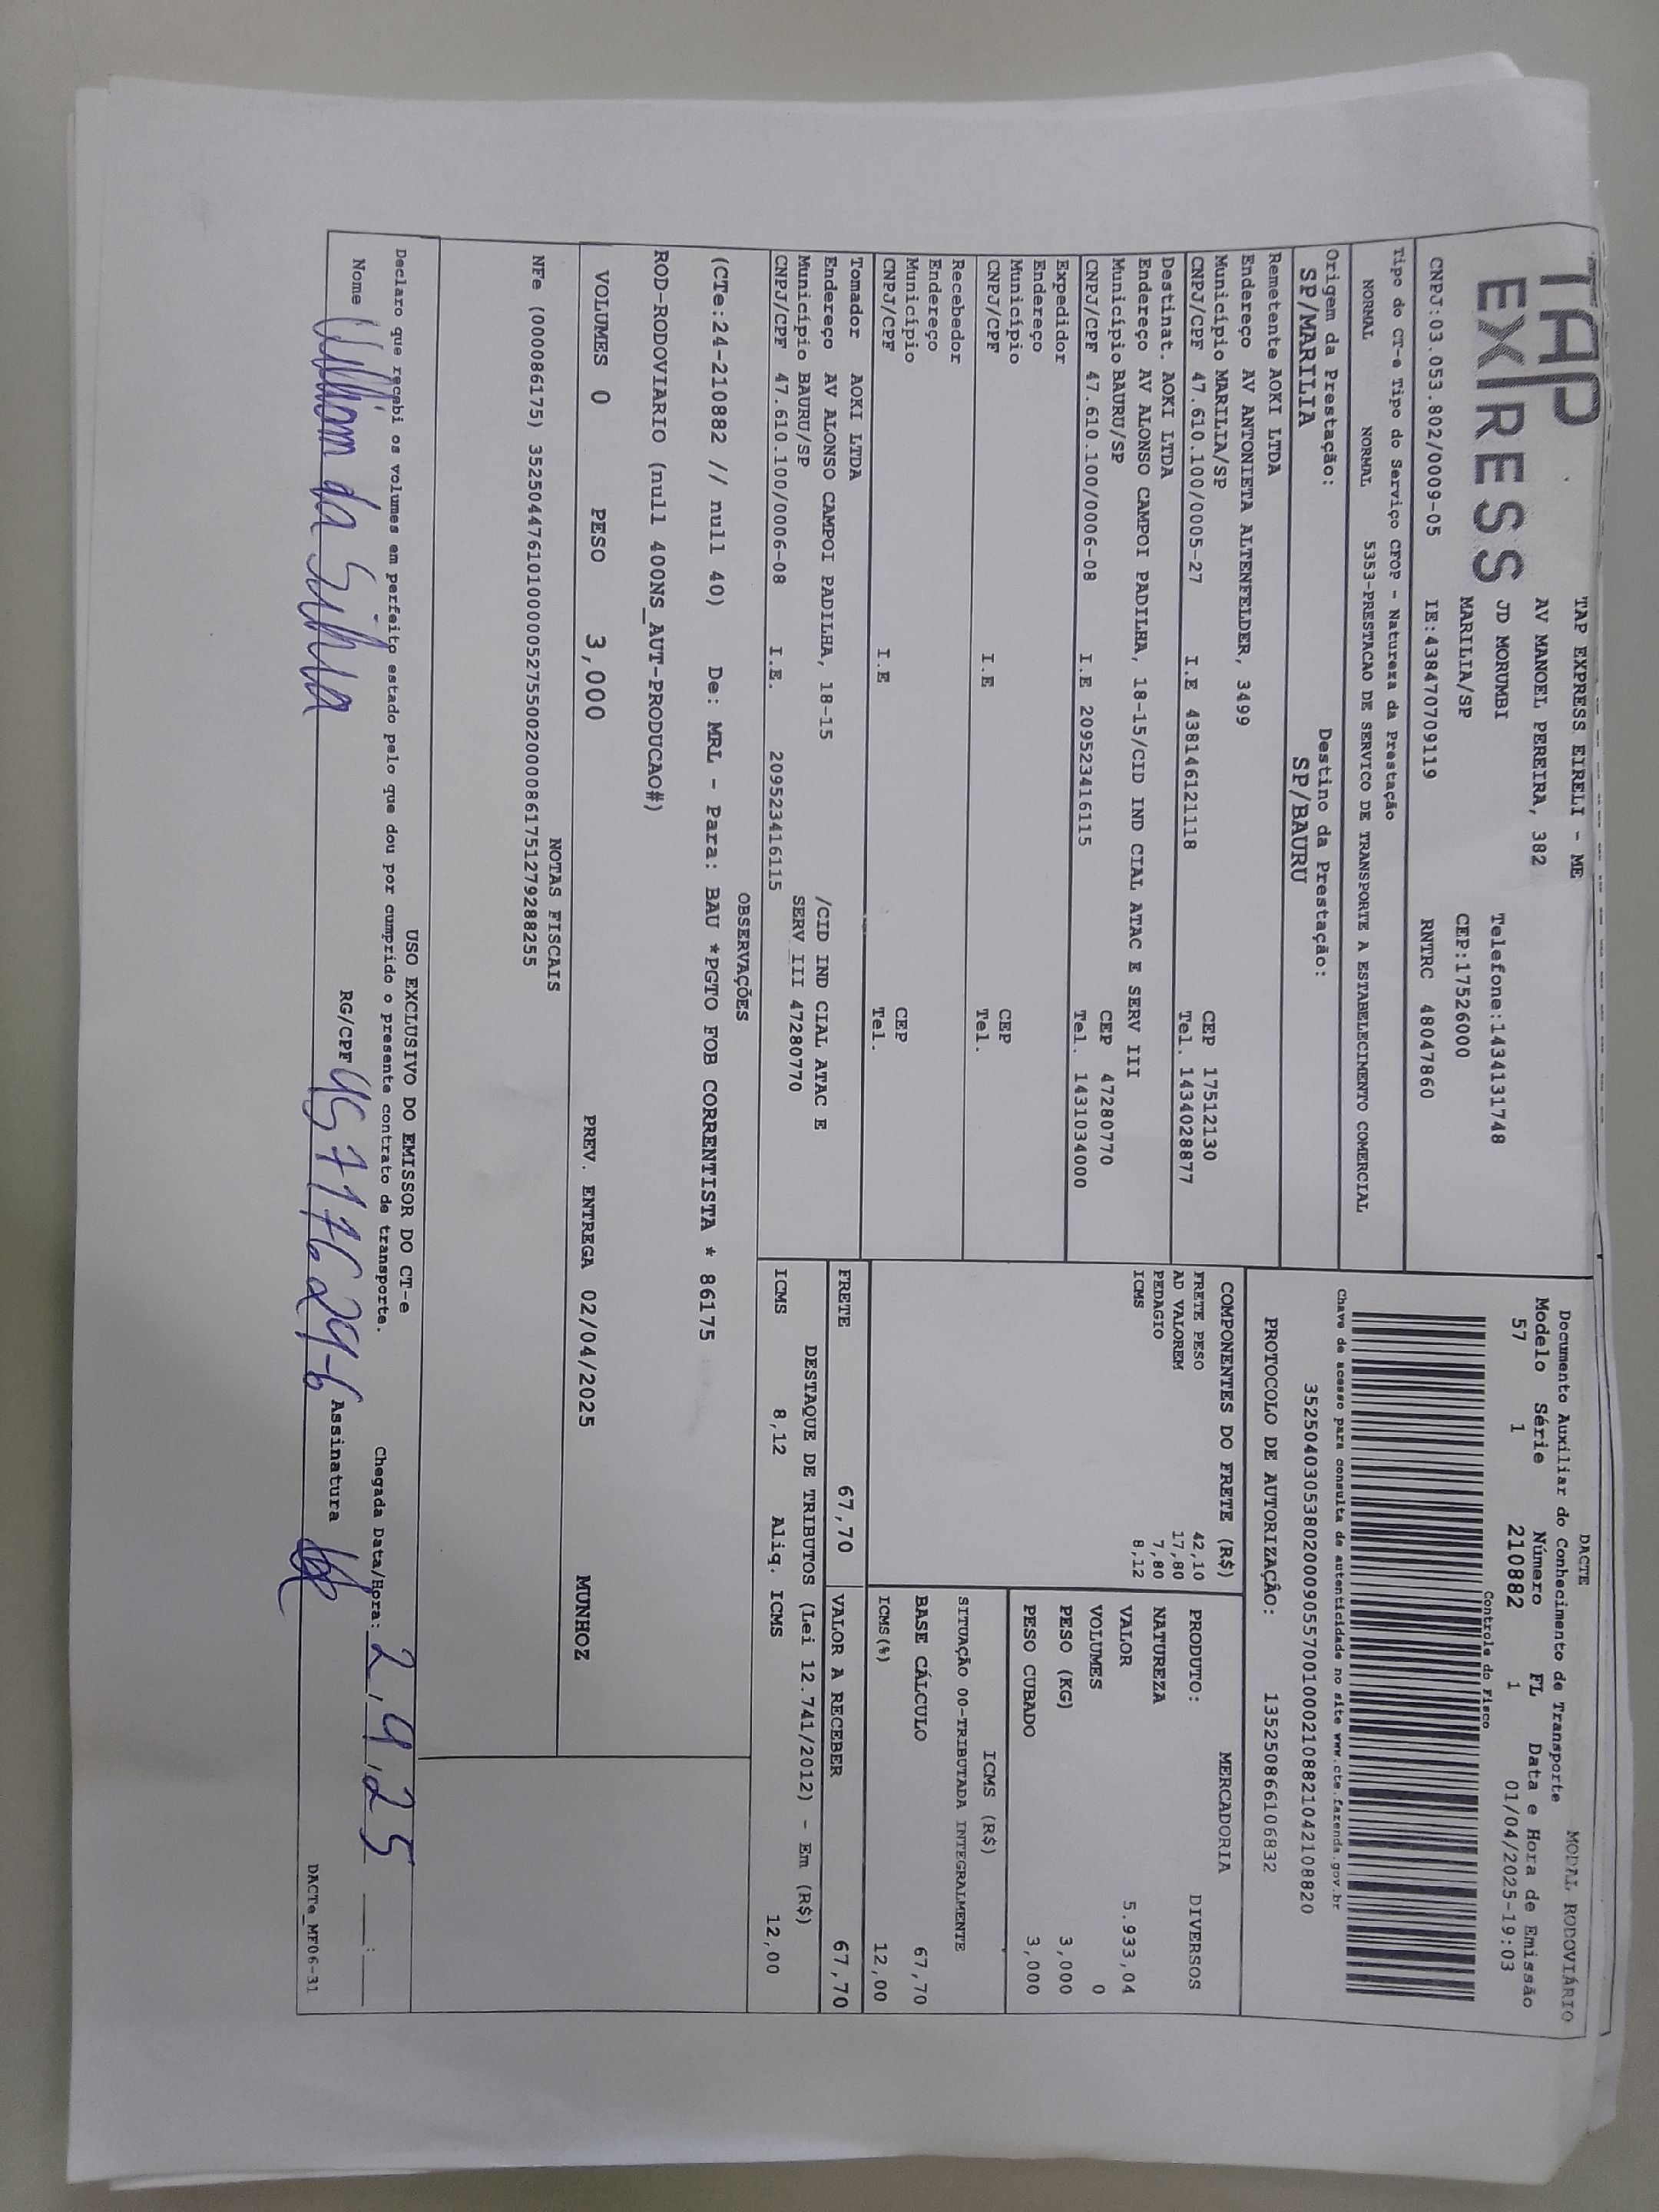 TAP
EXPRESS
TAP EXPRESS EIRELI - ME
AV MANOEL PEREIRA, 382
JD MORUMBI
Telefone:1434131748
MARILIA/SP
CEP:17526000
CNPJ:03.053.802/0009-05 IE:438470709119 RNTRC 48047860
DACTE
MODAL RODOVIÁRIO
Documento Auxiliar do Conhecimento de Transporte
Modelo Série Número FL Data e Hora de Emissão
57 1 210882 1 01/04/2025-19:03
Controle do Fisco
Chave de acesso para consulta de autenticidade no site www.cte.fazenda.gov.br
35250403053802000905570010002108821042108820
PROTOCOLO DE AUTORIZAÇÃO: 135250866106832
Tipo do CT-e Tipo do Serviço CFOP - Natureza da Prestação
NORMAL NORMAL 5353-PRESTACAO DE SERVICO DE TRANSPORTE A ESTABELECIMENTO COMERCIAL
Origem da Prestação: Destino da Prestação:
SP/MARILIA SP/BAURU
Remetente AOKI LTDA
Endereço AV ANTONIETA ALTENFELDER, 3499
Município MARILIA/SP CEP 17512130
CNPJ/CPF 47.610.100/0005-27 I.E 438146121118 Tel. 1434028877
Destinat. AOKI LTDA
Endereço AV ALONSO CAMPOI PADILHA, 18-15/CID IND CIAL ATAC E SERV III
Município BAURU/SP CEP 47280770
CNPJ/CPF 47.610.100/0006-08 I.E 209523416115 Tel. 1431034000
Expedidor
Endereço
Município CEP
CNPJ/CPF I.E Tel.
Recebedor
Endereço
Município CEP
CNPJ/CPF I.E Tel.
Tomador AOKI LTDA
Endereço AV ALONSO CAMPOI PADILHA, 18-15 /CID IND CIAL ATAC E
Município BAURU/SP SERV III 47280770
CNPJ/CPF 47.610.100/0006-08 I.E. 209523416115
COMPONENTES DO FRETE (R$)
FRETE PESO 42,10
AD VALOREM 17,80
PEDAGIO 7,80
ICMS 8,12
MERCADORIA
PRODUTO: DIVERSOS
NATUREZA
VALOR 5.933,04
VOLUMES 0
PESO (KG) 3,000
PESO CUBADO 3,000
ICMS (R$)
SITUAÇÃO 00-TRIBUTADA INTEGRALMENTE
BASE CÁLCULO 67,70
ICMS(%) 12,00
FRETE 67,70 VALOR A RECEBER 67,70
DESTAQUE DE TRIBUTOS (Lei 12.741/2012) - Em (R$)
ICMS 8,12 Aliq. ICMS 12,00
OBSERVAÇÕES
(CTe:24-210882 // null 40) De: MRL - Para: BAU *PGTO FOB CORRENTISTA * 86175
ROD-RODOVIARIO (null 400NS_AUT-PRODUCAO#)
VOLUMES 0 PESO 3,000 PREV. ENTREGA 02/04/2025 MUNHOZ
NOTAS FISCAIS
NFe (000086175) 35250447610100000527550020000861751279288255
USO EXCLUSIVO DO EMISSOR DO CT-e
Declaro que recebi os volumes em perfeito estado pelo que dou por cumprido o presente contrato de transporte.
Chegada Data/Hora: 2,4,25 __:__
Nome William da Silva RG/CPF 45717629-6 Assinatura
DACTe_MF06-31